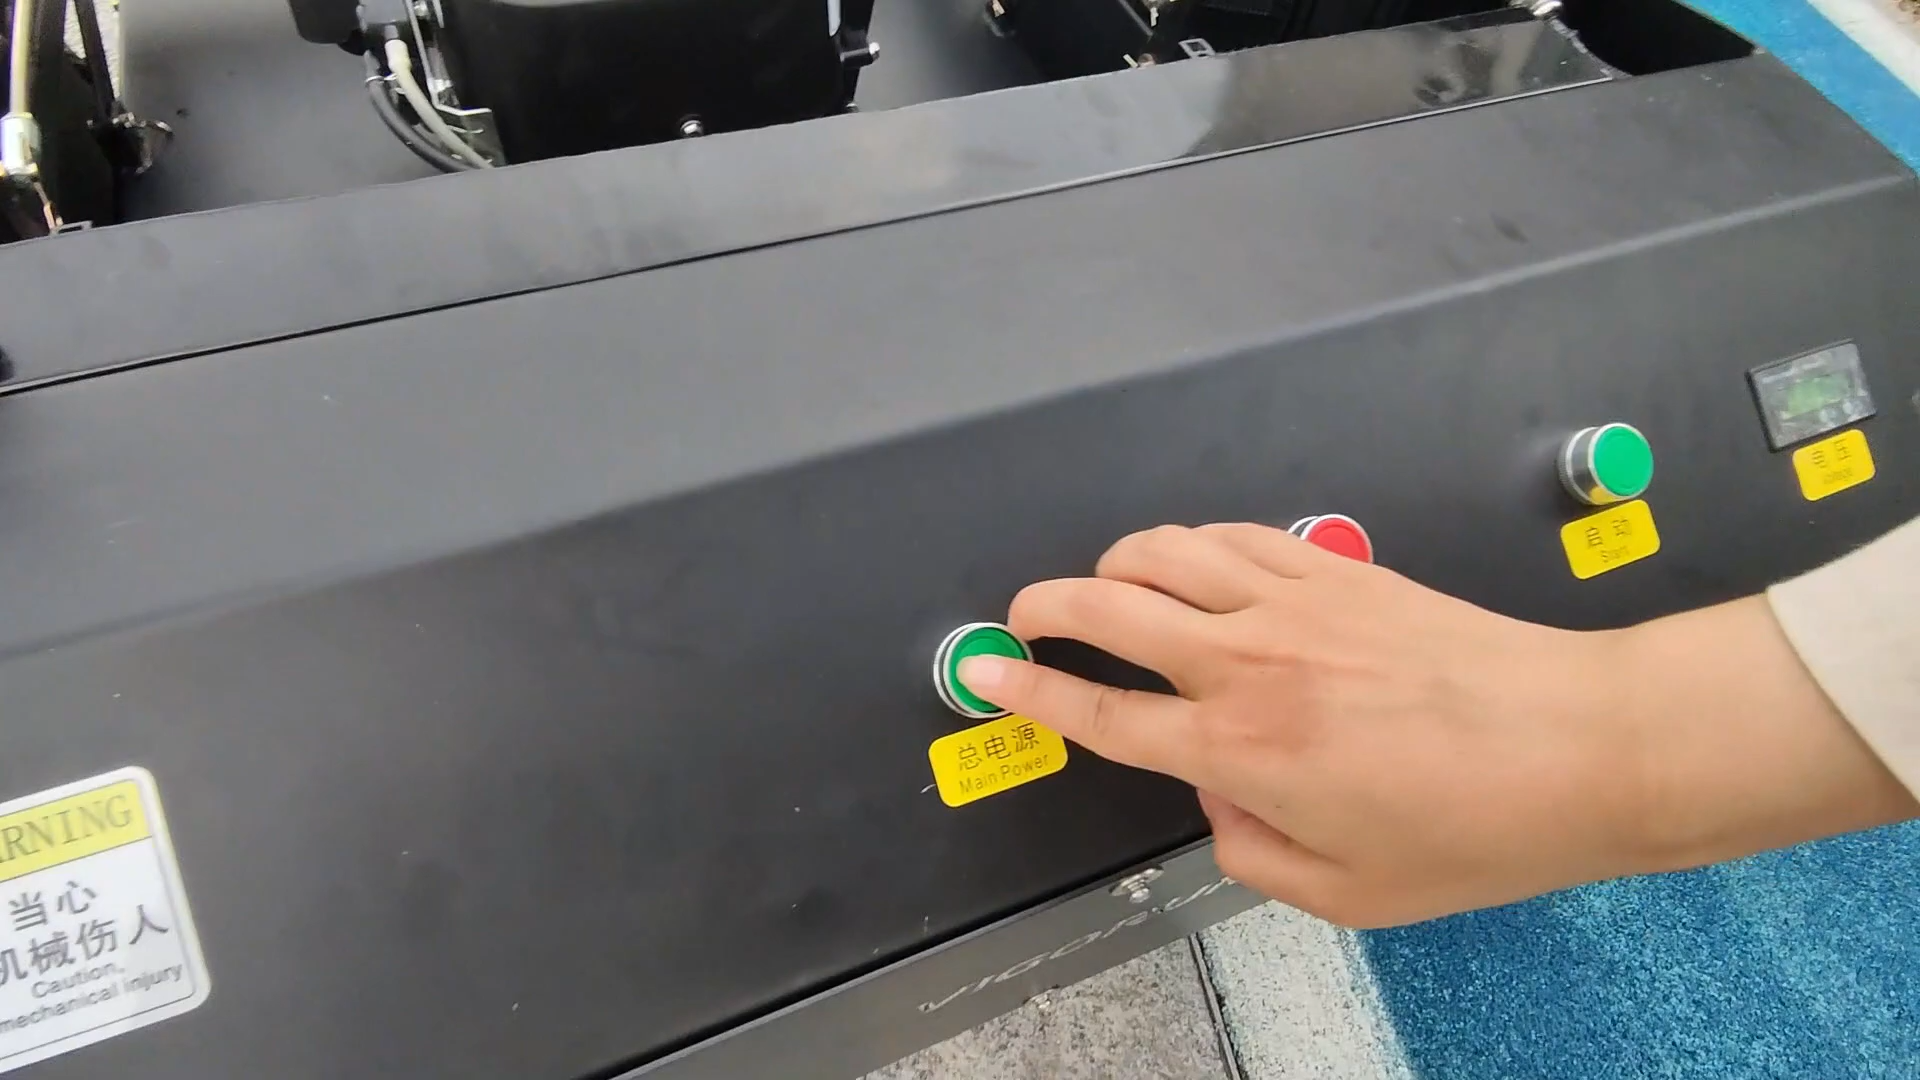 电 压
启 动
Start
总电源
Main Power
RNING
当心
机械伤人
Caution,
mechanical injury